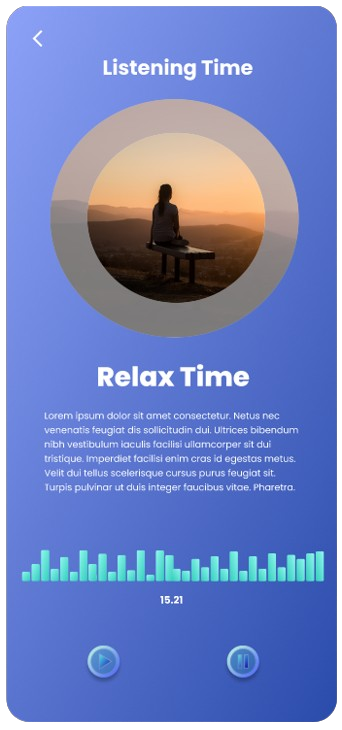 Listening Time
Relax Time
Lorem ipsum dolor sit amet consectetur. Netus nec
venenatis feugiat dis sollicitudin dui. Ultrices bibendum
nibh vestibulum iaculis facilisi ullamcorper sit dui
tristique. Imperdiet facilisi enim cras id egestas metus.
Velit dui tellus scelerisque cursus purus feugiat sit.
Turpis pulvinar ut duis integer faucibus vitae. Pharetra.
15.21